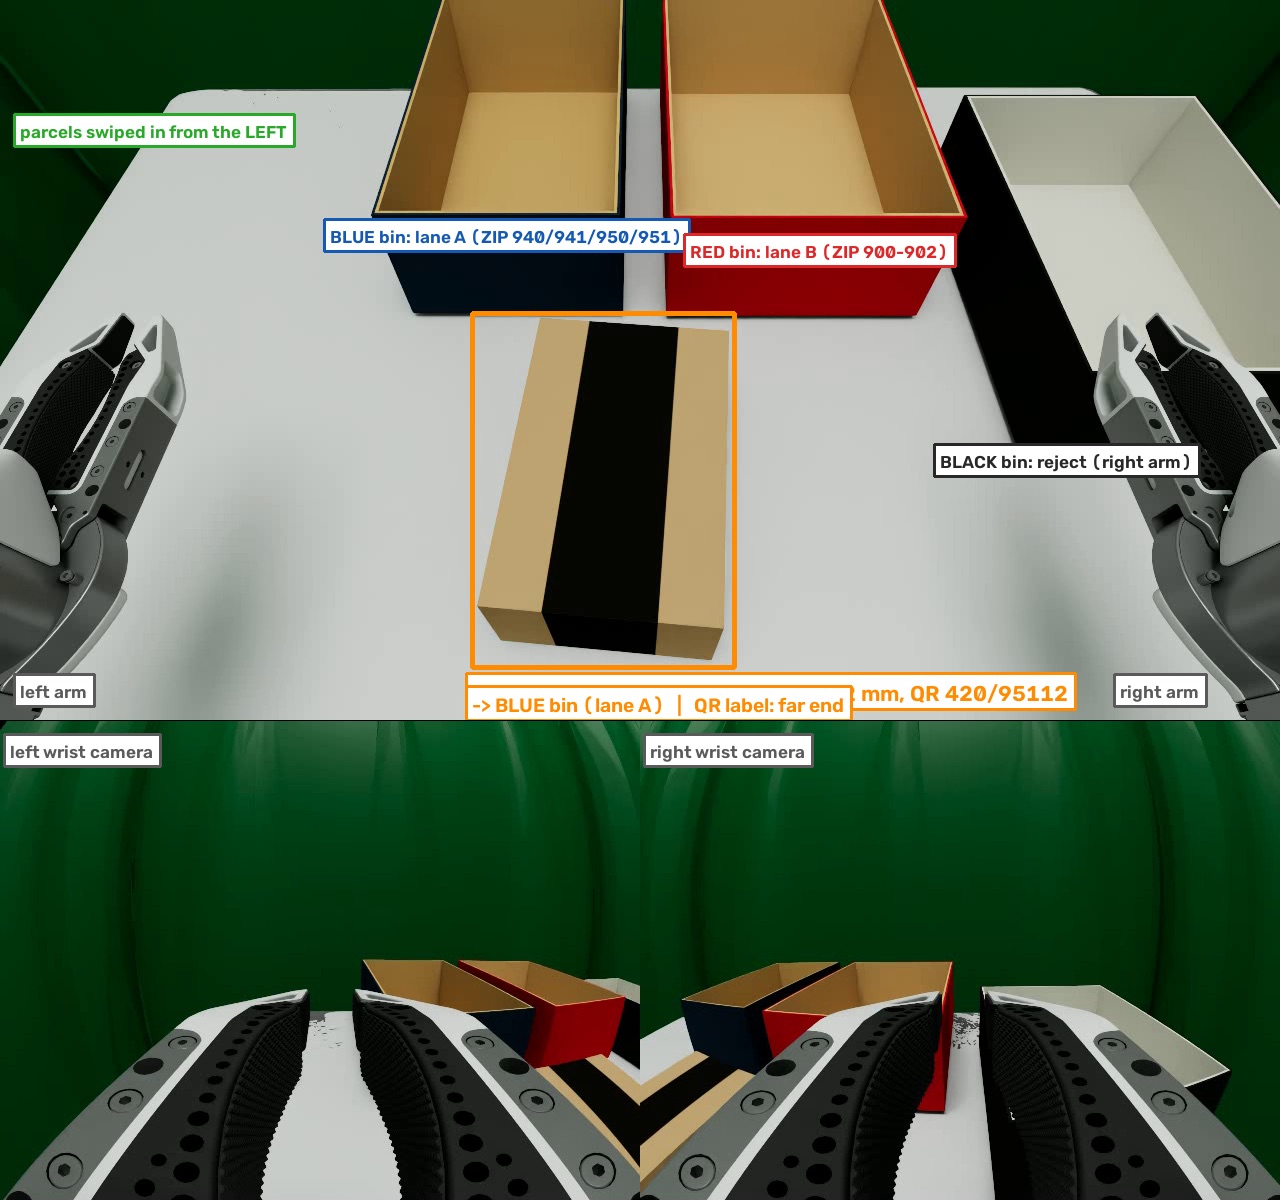 parcels swiped in from the LEFT
BLUE bin: lane A (ZIP 940/941/950/951)
RED bin: lane B (ZIP 900-902)
BLACK bin: reject (right arm)
left arm
right arm
mm, QR 420/95112
-> BLUE bin (lane A) | QR label: far end
left wrist camera
right wrist camera